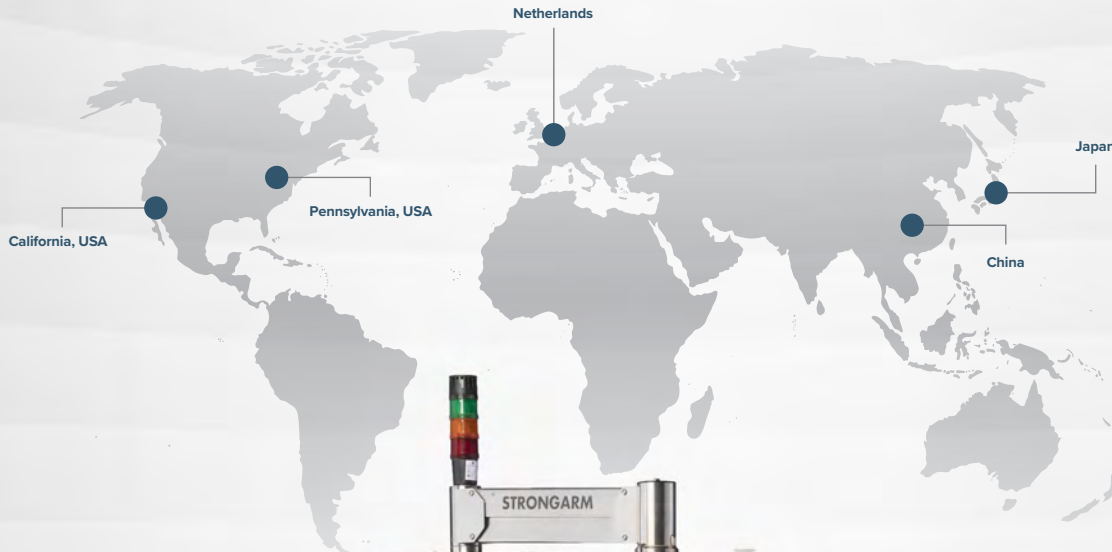 Netherlands
Japan
Pennsylvania, USA
California, USA
China
STRONGARM